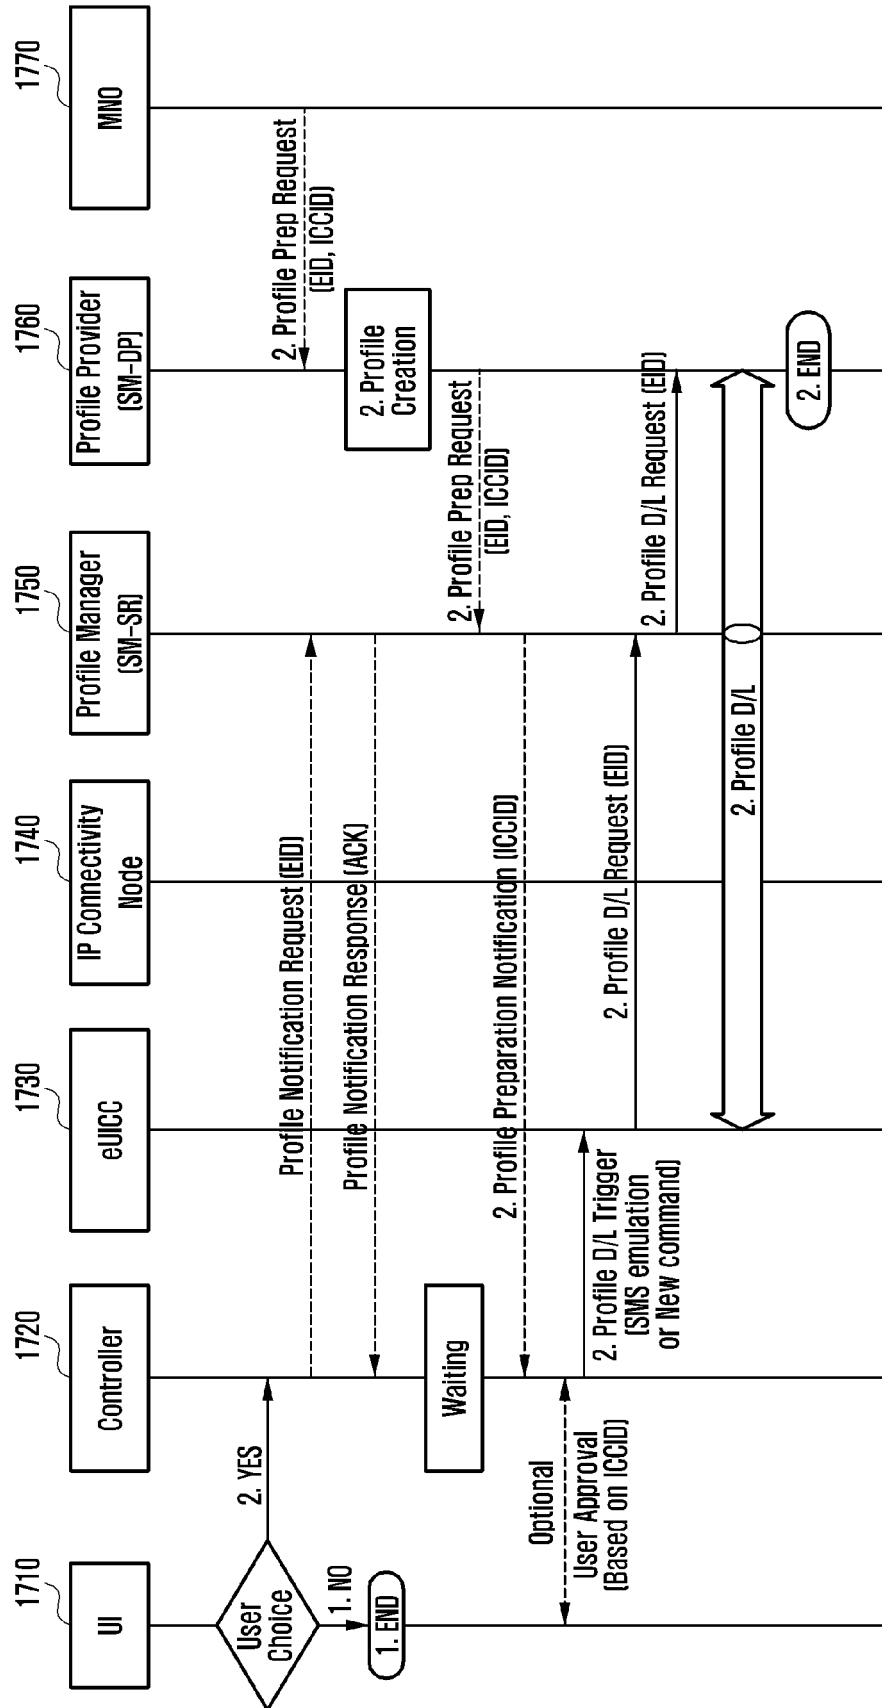 1710
UI
1720
Controller
1730
eUICC
1740
IP Connectivity
Node
1750
Profile Manager
(SM-SR)
1760
Profile Provider
(SM-DP)
1770
MNO
User
Choice
2. YES
1. NO
1. END
Profile Notification Request (EID)
2. Profile Prep Request
(EID, ICCID)
Profile Notification Response (ACK)
2. Profile
Creation
Waiting
2. Profile Prep Request
(EID, ICCID)
2. Profile Preparation Notification (ICCID)
Optional
User Approval
(Based on ICCID)
2. Profile D/L Trigger
(SMS emulation
or New command)
2. Profile D/L Request (EID)
2. Profile D/L Request (EID)
2. Profile D/L
2. END